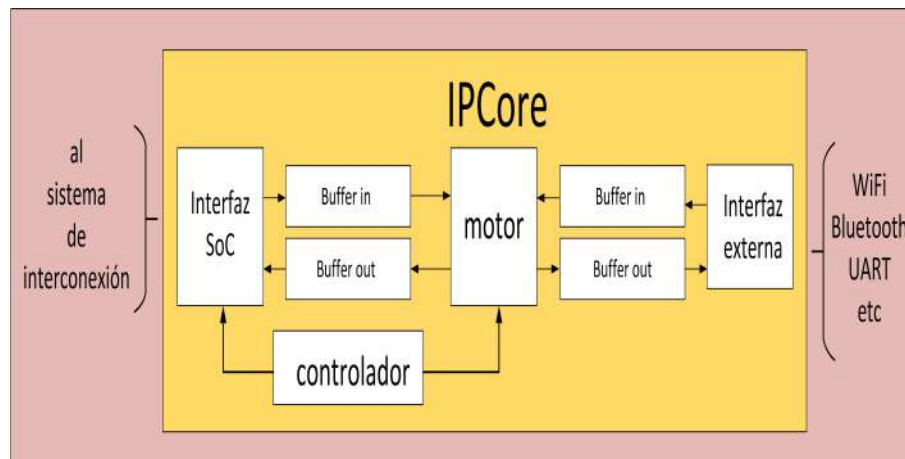 IPCore
al
sistema
de
interconexión
Interfaz
SoC
Buffer in
Buffer out
motor
Buffer in
Buffer out
Interfaz
externa
controlador
WiFi
Bluetooth
UART
etc